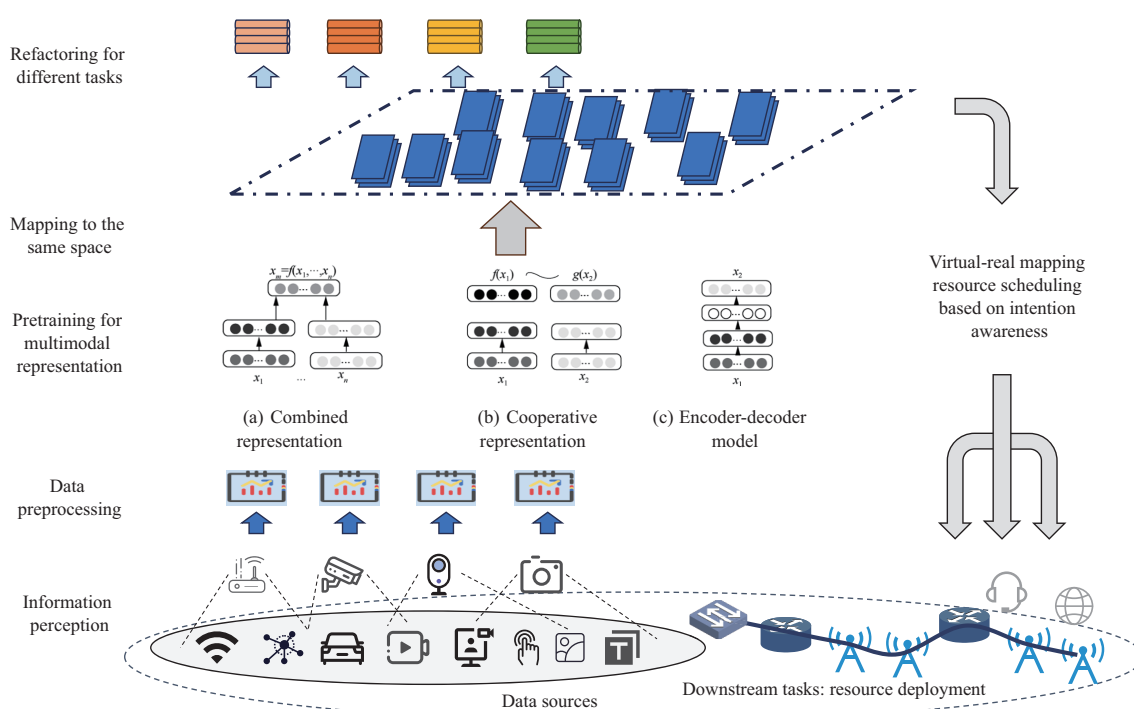 Refactoring for
different tasks
Mapping to the
same space
x_m=f(x_1,···,x_n)
f(x_1)
g(x_2)
x_2
Virtual-real mapping
resource scheduling
based on intention
awareness
Pretraining for
multimodal
representation
x_1
...
x_n
x_1
x_2
x_1
(a) Combined
representation
(b) Cooperative
representation
(c) Encoder-decoder
model
Data
preprocessing
Information
perception
T
Data sources
Downstream tasks: resource deployment